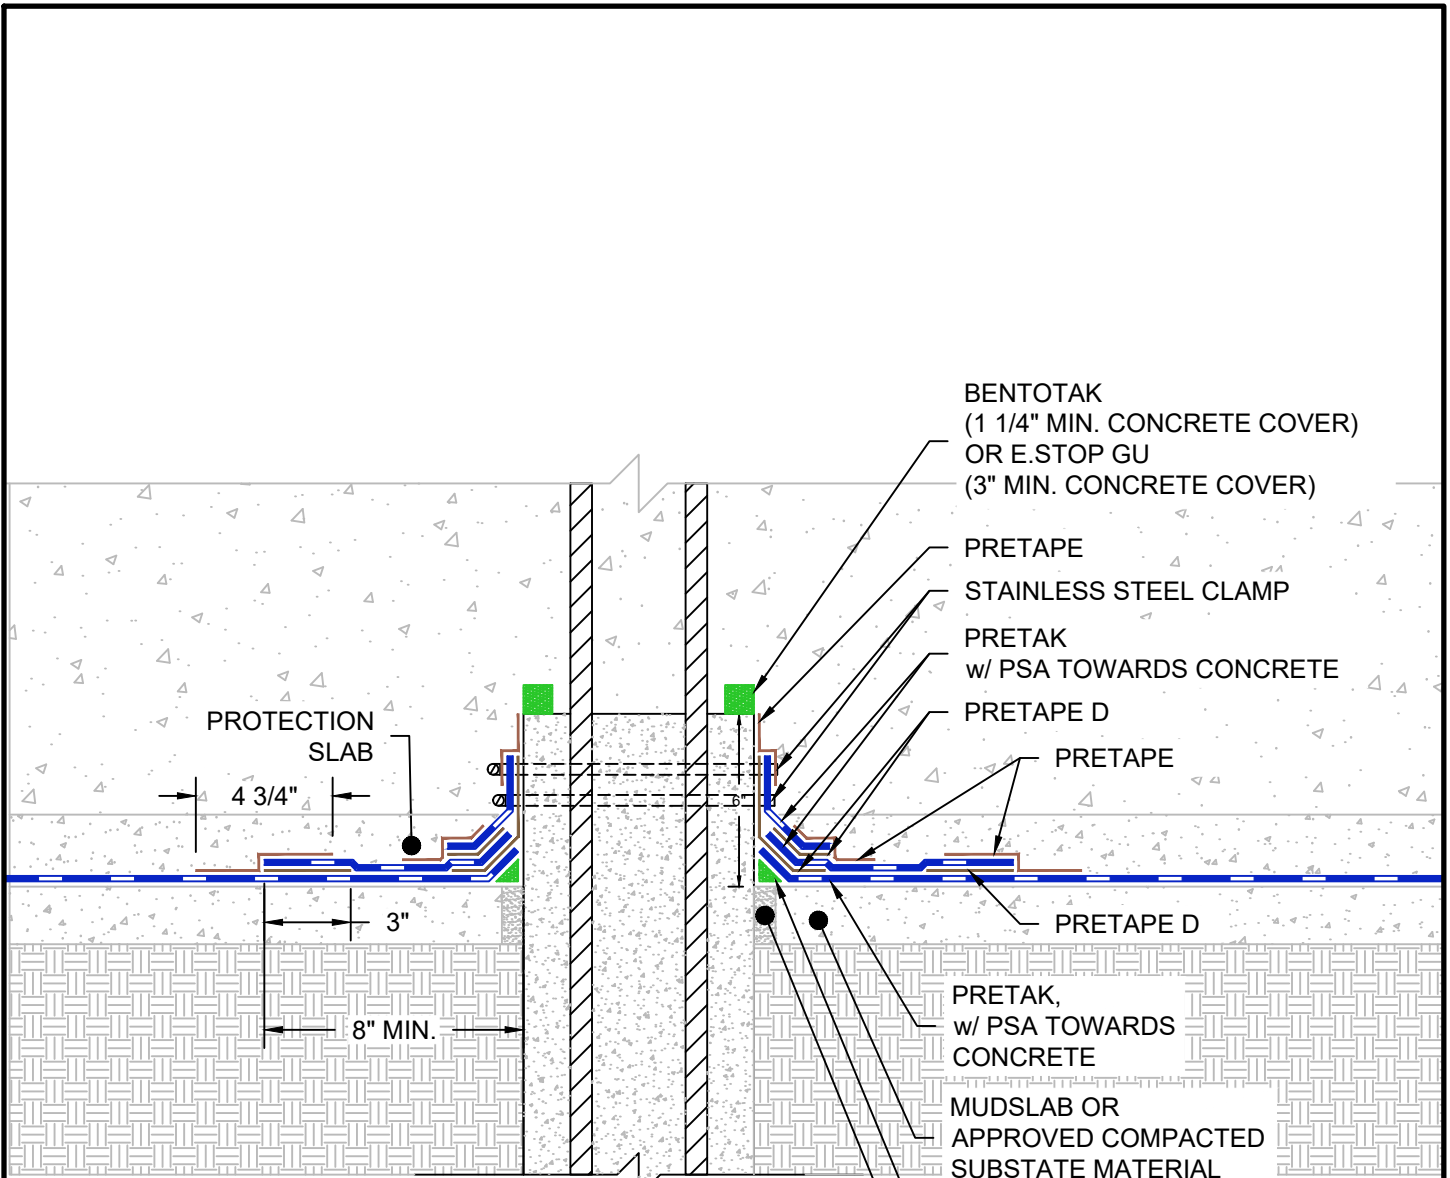 BENTOTAK
(1 1/4" MIN. CONCRETE COVER)
OR E.STOP GU
(3" MIN. CONCRETE COVER)
PRETAPE
STAINLESS STEEL CLAMP
PRETAK
w/ PSA TOWARDS CONCRETE
PRETAPE D
PRETAPE
PROTECTION
SLAB
4 3/4"
6"
3"
PRETAPE D
8" MIN.
PRETAK,
w/ PSA TOWARDS
CONCRETE
MUDSLAB OR
APPROVED COMPACTED
SUBSTATE MATERIAL